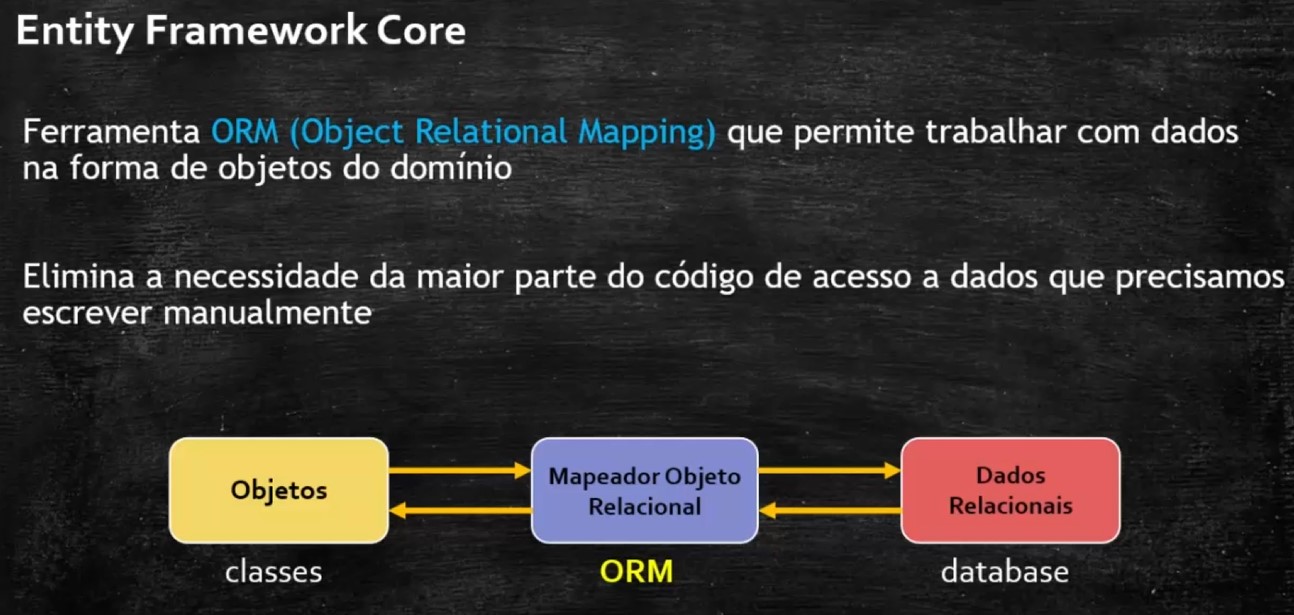 Entity Framework Core
Ferramenta ORM (Object Relational Mapping) que permite trabalhar com dados
na forma de objetos do domínio
Elimina a necessidade da maior parte do código de acesso a dados que precisamos
escrever manualmente
Objetos
Mapeador Objeto
Relacional
Dados
Relacionais
classes
ORM
database